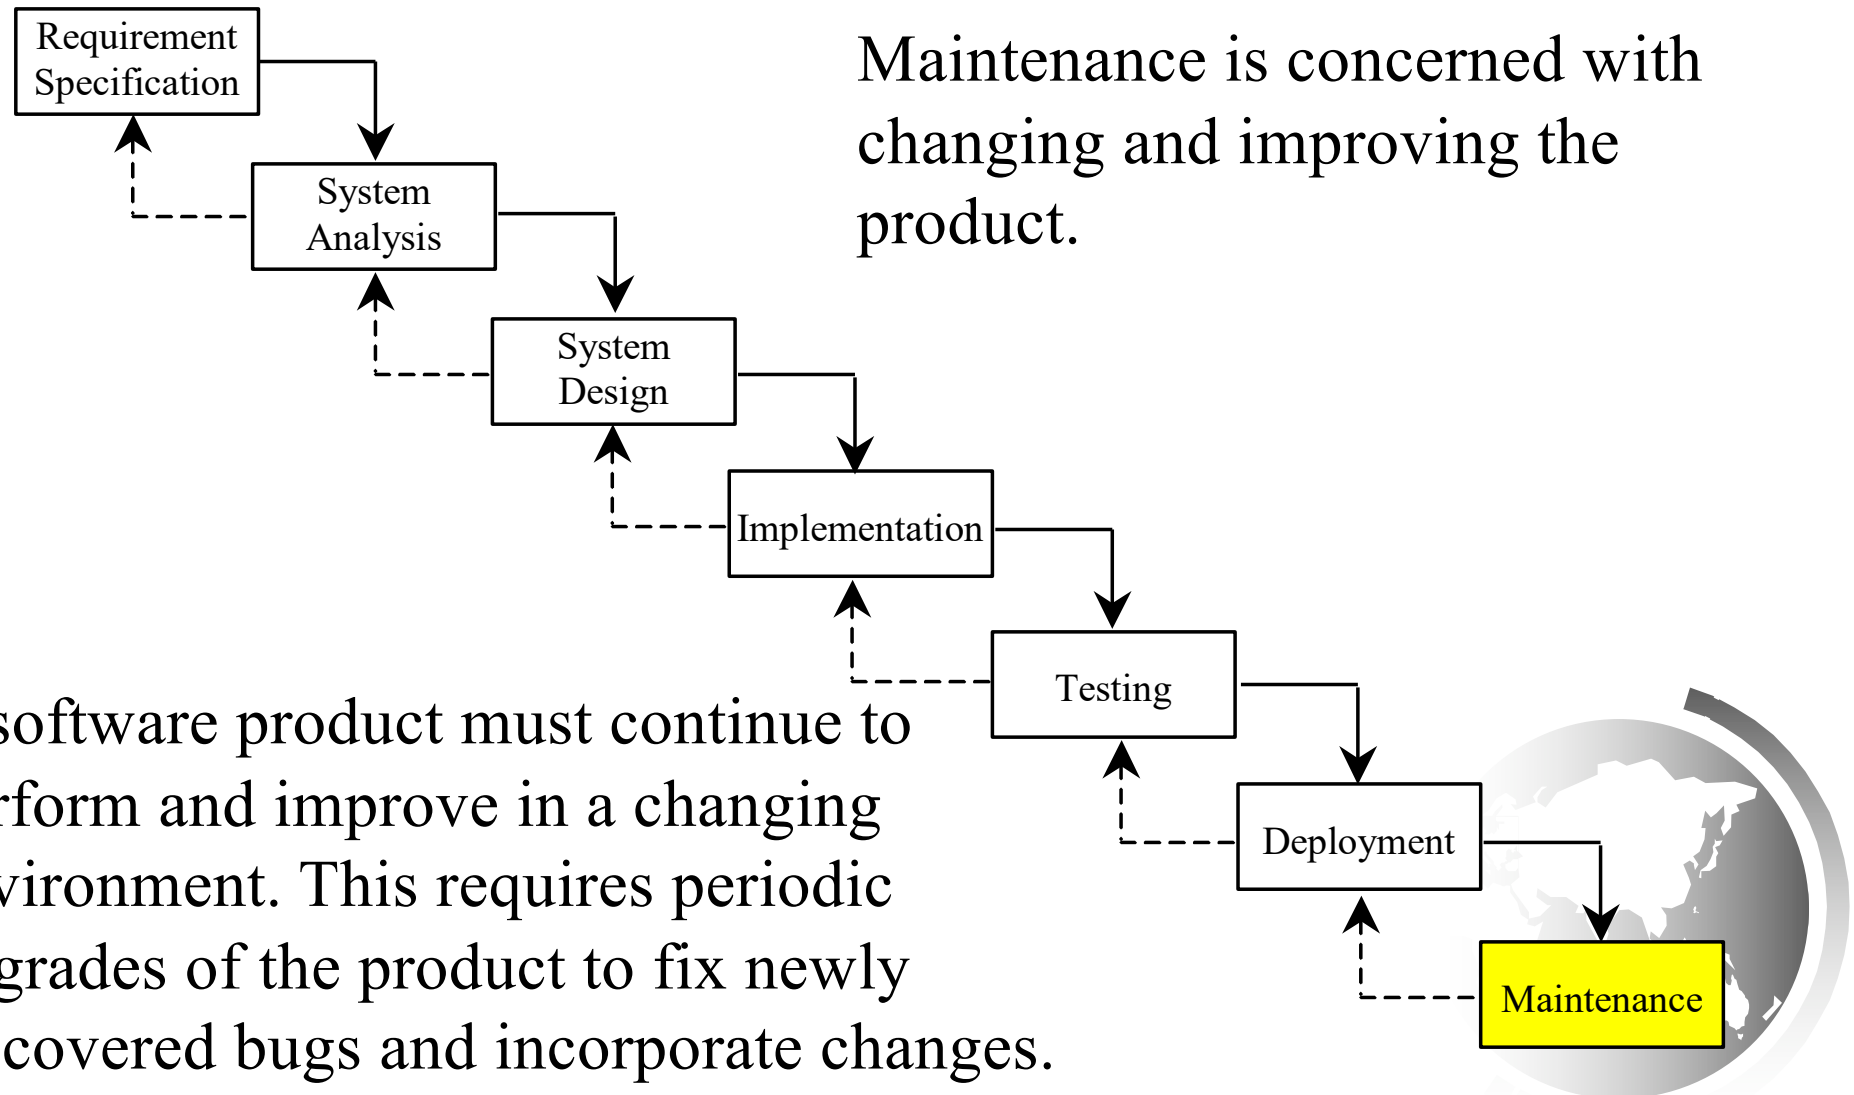 Requirement
Specification
Maintenance is concerned with
changing and improving the
product.
System
Analysis
System
Design
Implementation
Testing
software product must continue to
rform and improve in a changing
vironment. This requires periodic
grades of the product to fix newly
covered bugs and incorporate changes.
Deployment
Maintenance